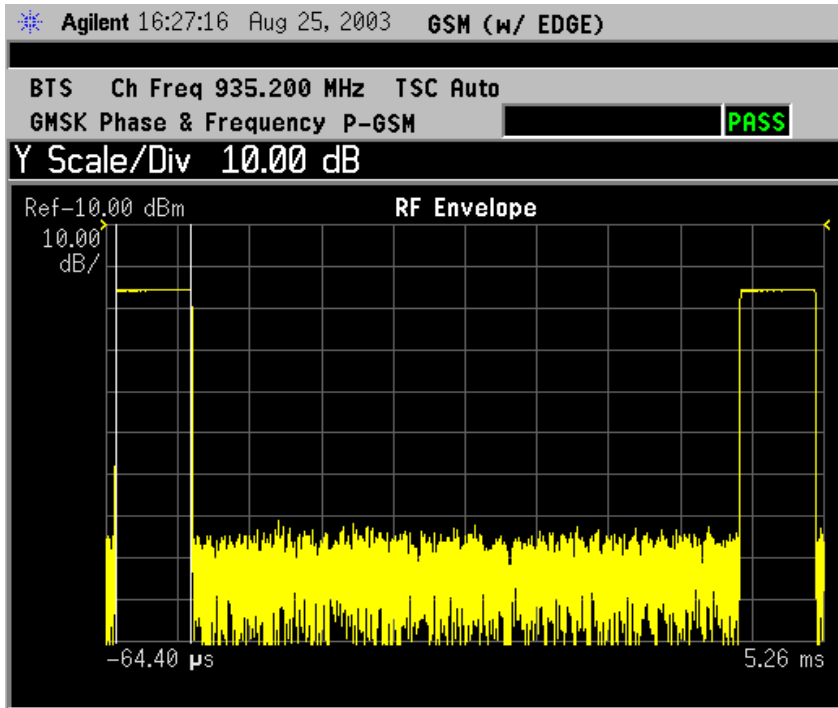 Agilent 16:27:16 Aug 25, 2003 GSM (w/ EDGE)
BTS Ch Freq 935.200 MHz TSC Auto
GMSK Phase & Frequency P-GSM PASS
Y Scale/Div 10.00 dB
Ref-10.00 dBm RF Envelope
10.00
dB/
-64.40 µs 5.26 ms